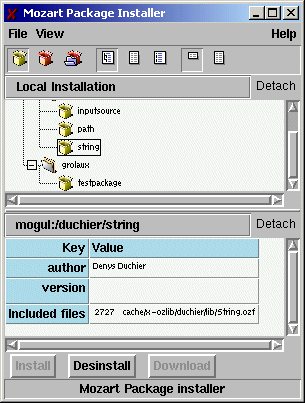 Mozart Package Installer
File View Help
Local Installation Detach
inputsource
path
string
grolaux
testpackage
mogul:/duchier/string Detach
Key Value
author Denys Duchier
version
Included files 2727 cache/x-ozlib/duchier/lib/String.ozf
Install Desinstall Download
Mozart Package installer